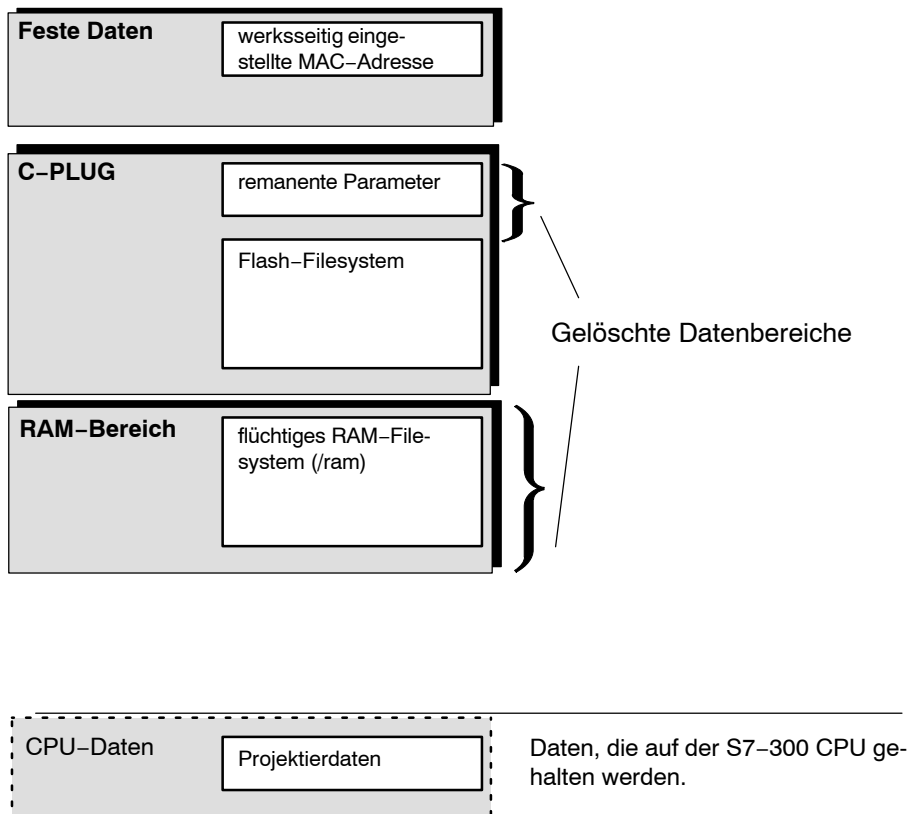 Feste Daten
werksseitig einge-
stellte MAC–Adresse
C–PLUG
remanente Parameter
Flash–Filesystem
Gelöschte Datenbereiche
RAM–Bereich
flüchtiges RAM–File-
system (/ram)
CPU–Daten
Projektierdaten
Daten, die auf der S7–300 CPU ge-
halten werden.